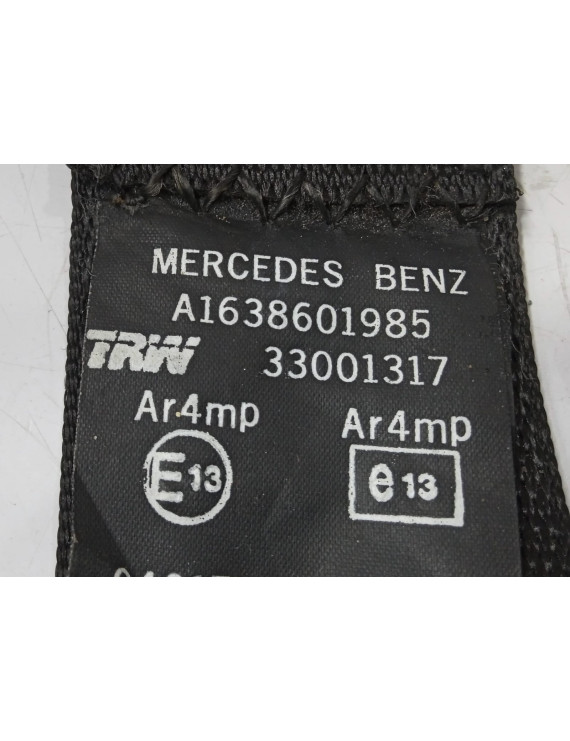 MERCEDES BENZ
A1638601985
TRW 33001317
Ar4mp Ar4mp
E13 e13